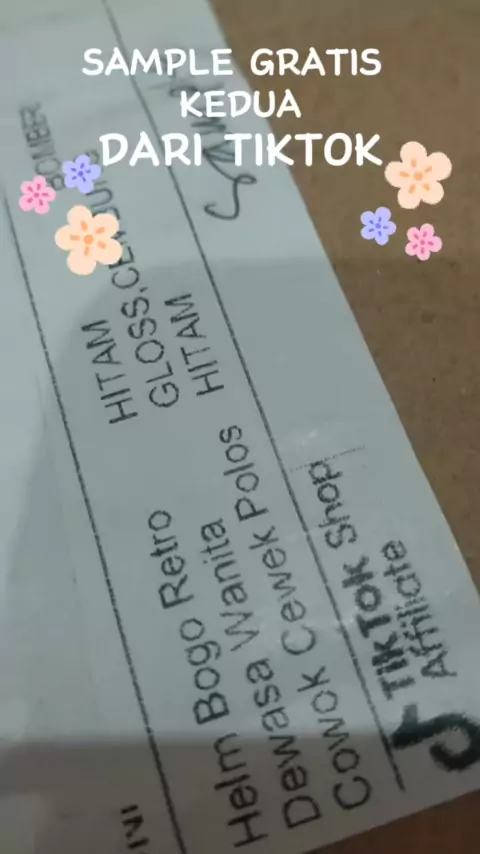 SAMPLE GRATIS
KEDUA
DARI TIKTOK
BOMBER
HITAM
GLOSS,
HITAM
Helm Bogo Retro
Dewasa Wanita
Cewek Polos
Cowok
TikTok Shop
Affiliate